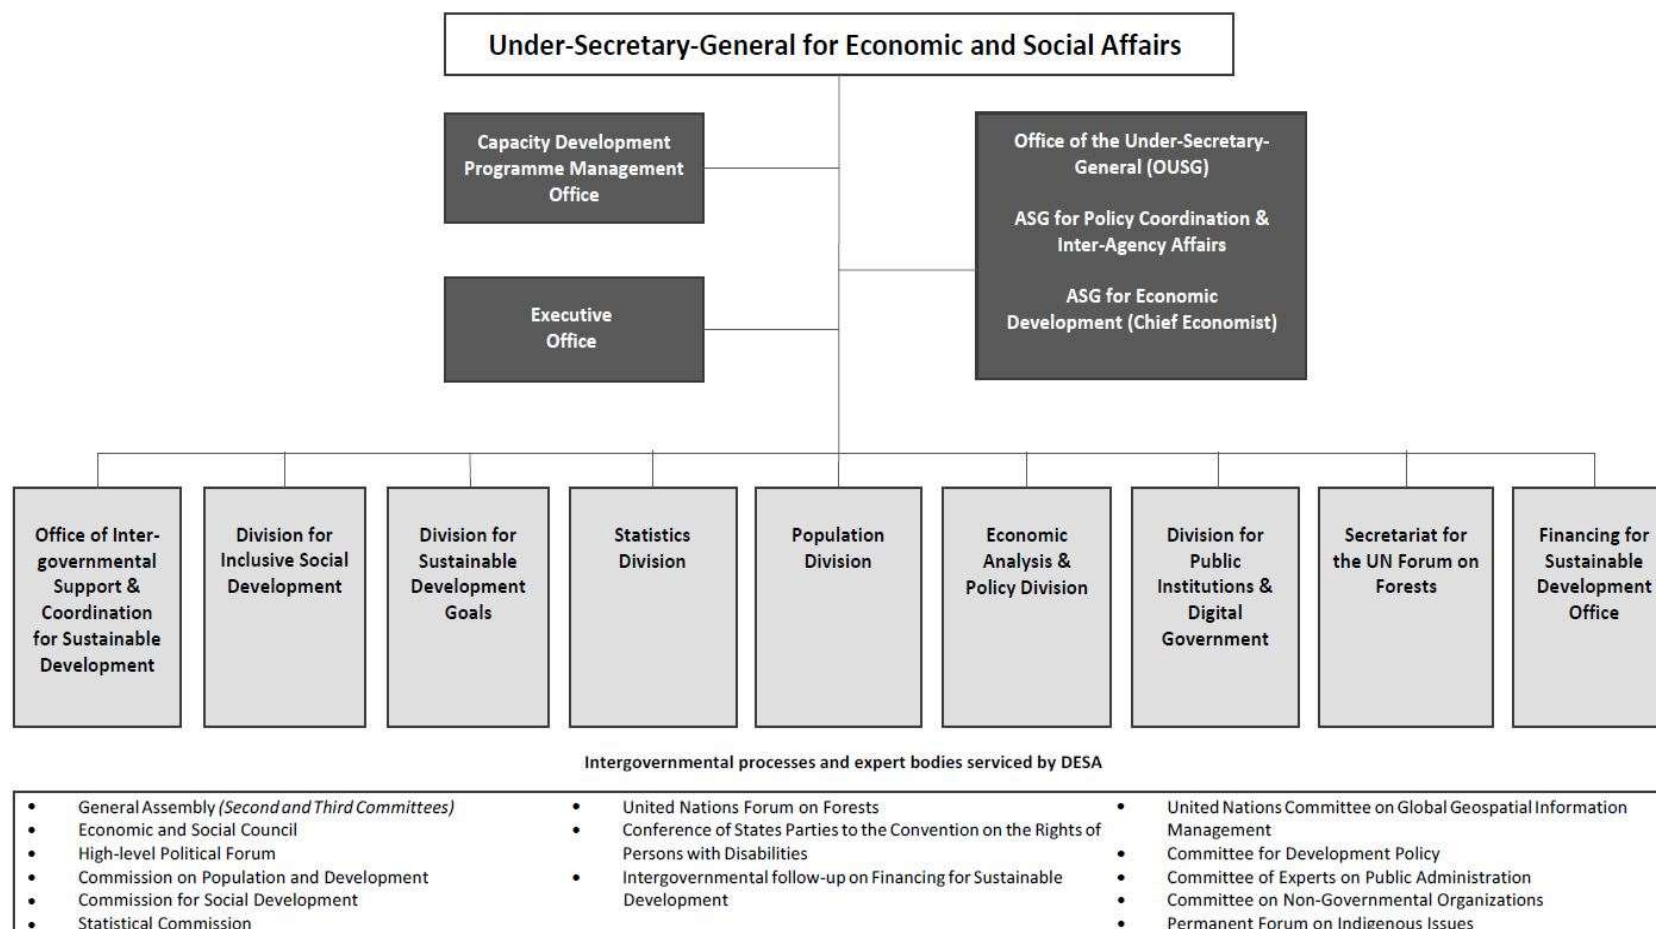 Under-Secretary-General for Economic and Social Affairs
Capacity Development
Programme Management
Office
Office of the Under-Secretary-
General (OUSG)
ASG for Policy Coordination &
Inter-Agency Affairs
ASG for Economic
Development (Chief Economist)
Executive
Office
Office of Inter-
governmental
Support &
Coordination
for Sustainable
Development
Division for
Inclusive Social
Development
Division for
Sustainable
Development
Goals
Statistics
Division
Population
Division
Economic
Analysis &
Policy Division
Division for
Public
Institutions &
Digital
Government
Secretariat for
the UN Forum on
Forests
Financing for
Sustainable
Development
Office
Intergovernmental processes and expert bodies serviced by DESA
• General Assembly (Second and Third Committees)
• Economic and Social Council
• High-level Political Forum
• Commission on Population and Development
• Commission for Social Development
• Statistical Commission
• United Nations Forum on Forests
• Conference of States Parties to the Convention on the Rights of
Persons with Disabilities
• Intergovernmental follow-up on Financing for Sustainable
Development
• United Nations Committee on Global Geospatial Information
Management
• Committee for Development Policy
• Committee of Experts on Public Administration
• Committee on Non-Governmental Organizations
• Permanent Forum on Indigenous Issues